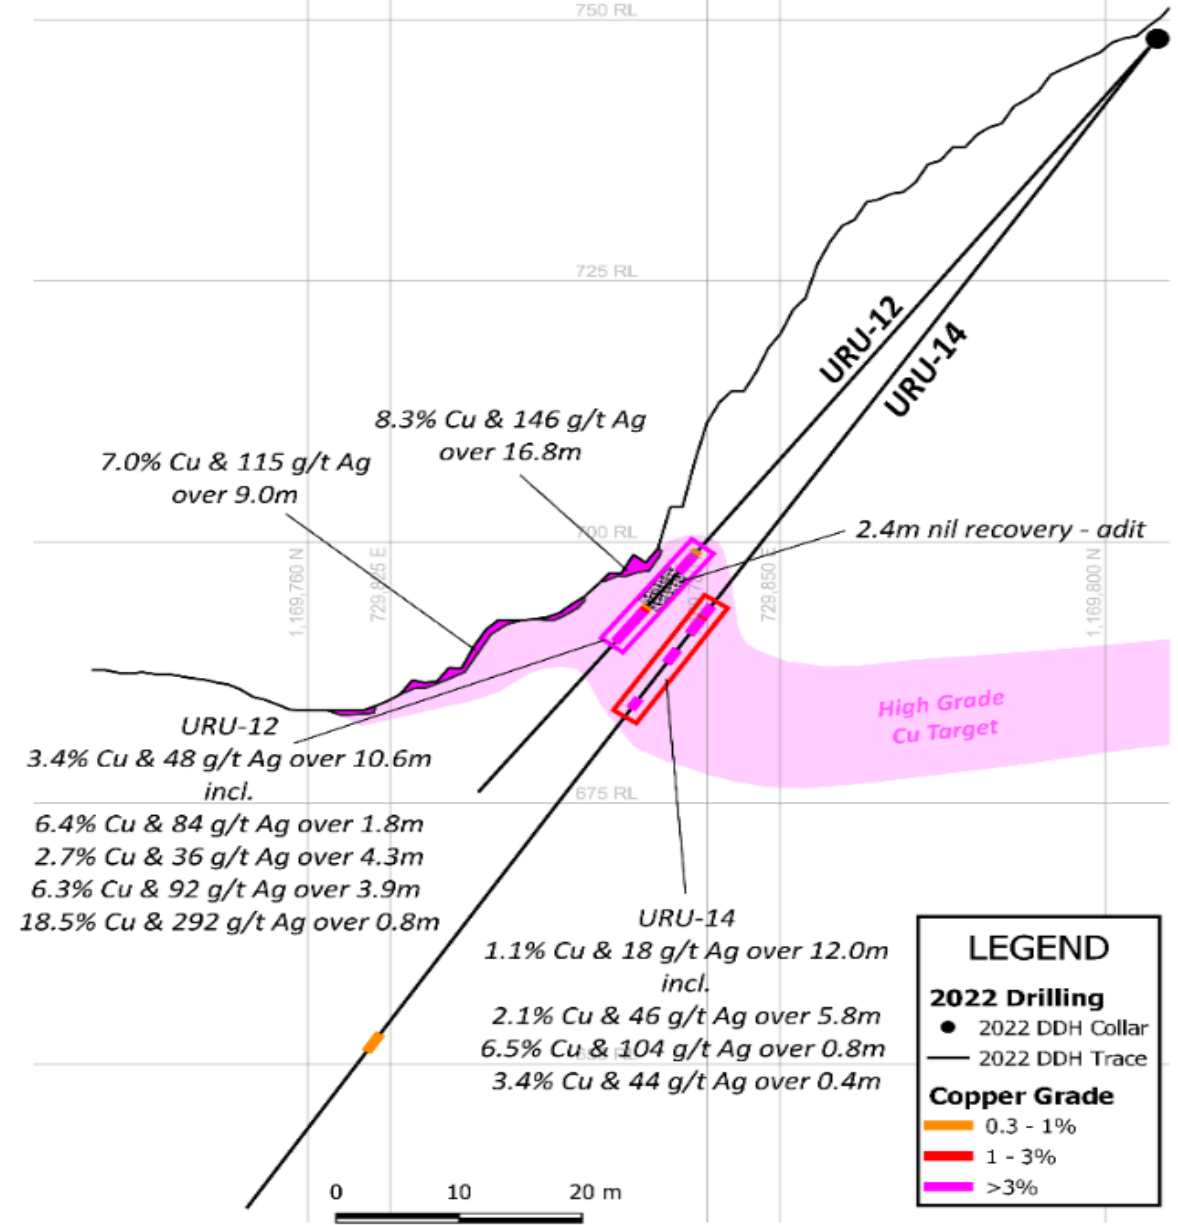 750 RL
725 RL
URU-12
URU-14
8.3% Cu & 146 g/t Ag
over 16.8m
7.0% Cu & 115 g/t Ag
over 9.0m
700 RL
2.4m nil recovery - adit
1,169,760 N
729,825 E
729,850 E
1,169,800 N
High Grade
Cu Target
URU-12
3.4% Cu & 48 g/t Ag over 10.6m
incl.
6.4% Cu & 84 g/t Ag over 1.8m
2.7% Cu & 36 g/t Ag over 4.3m
6.3% Cu & 92 g/t Ag over 3.9m
18.5% Cu & 292 g/t Ag over 0.8m
675 RL
URU-14
1.1% Cu & 18 g/t Ag over 12.0m
incl.
2.1% Cu & 46 g/t Ag over 5.8m
6.5% Cu & 104 g/t Ag over 0.8m
3.4% Cu & 44 g/t Ag over 0.4m
LEGEND
2022 Drilling
2022 DDH Collar
2022 DDH Trace
Copper Grade
0.3 - 1%
1 - 3%
>3%
0 10 20 m